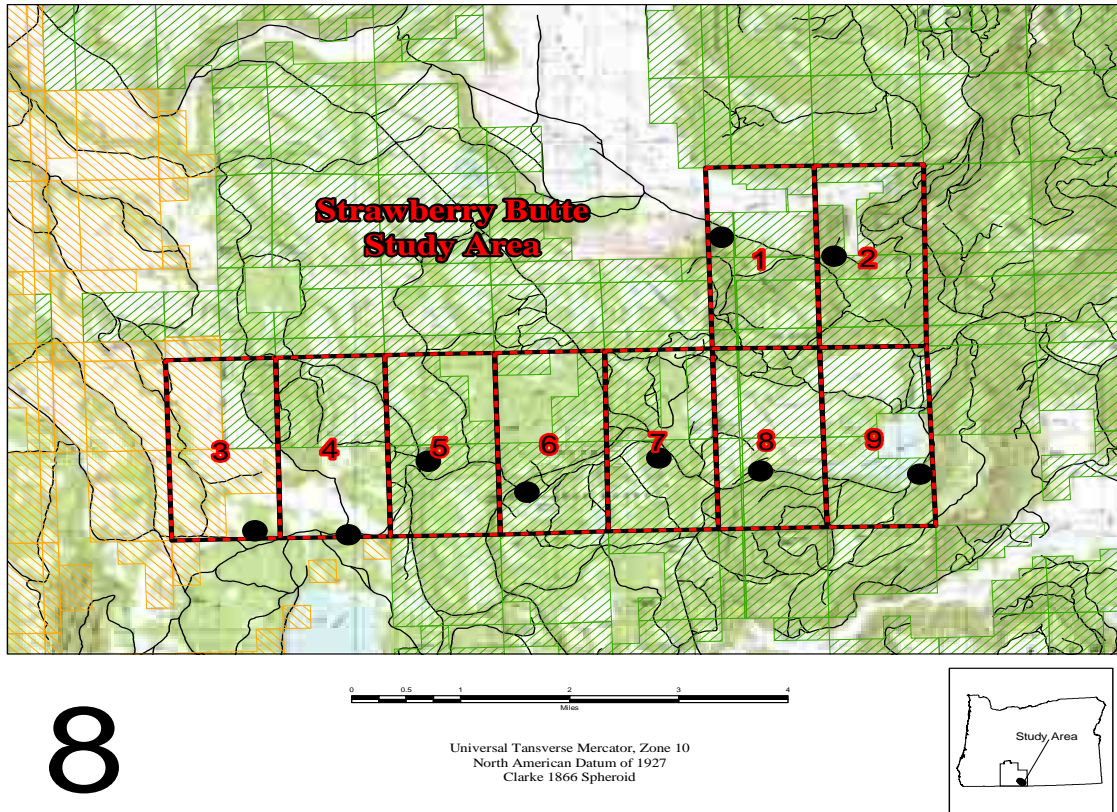 Strawberry Butte
Study Area
1
2
3
4
5
6
7
8
9
0 0.5 1 2 3 4
Miles
8
Universal Tansverse Mercator, Zone 10
North American Datum of 1927
Clarke 1866 Spheroid
Study Area